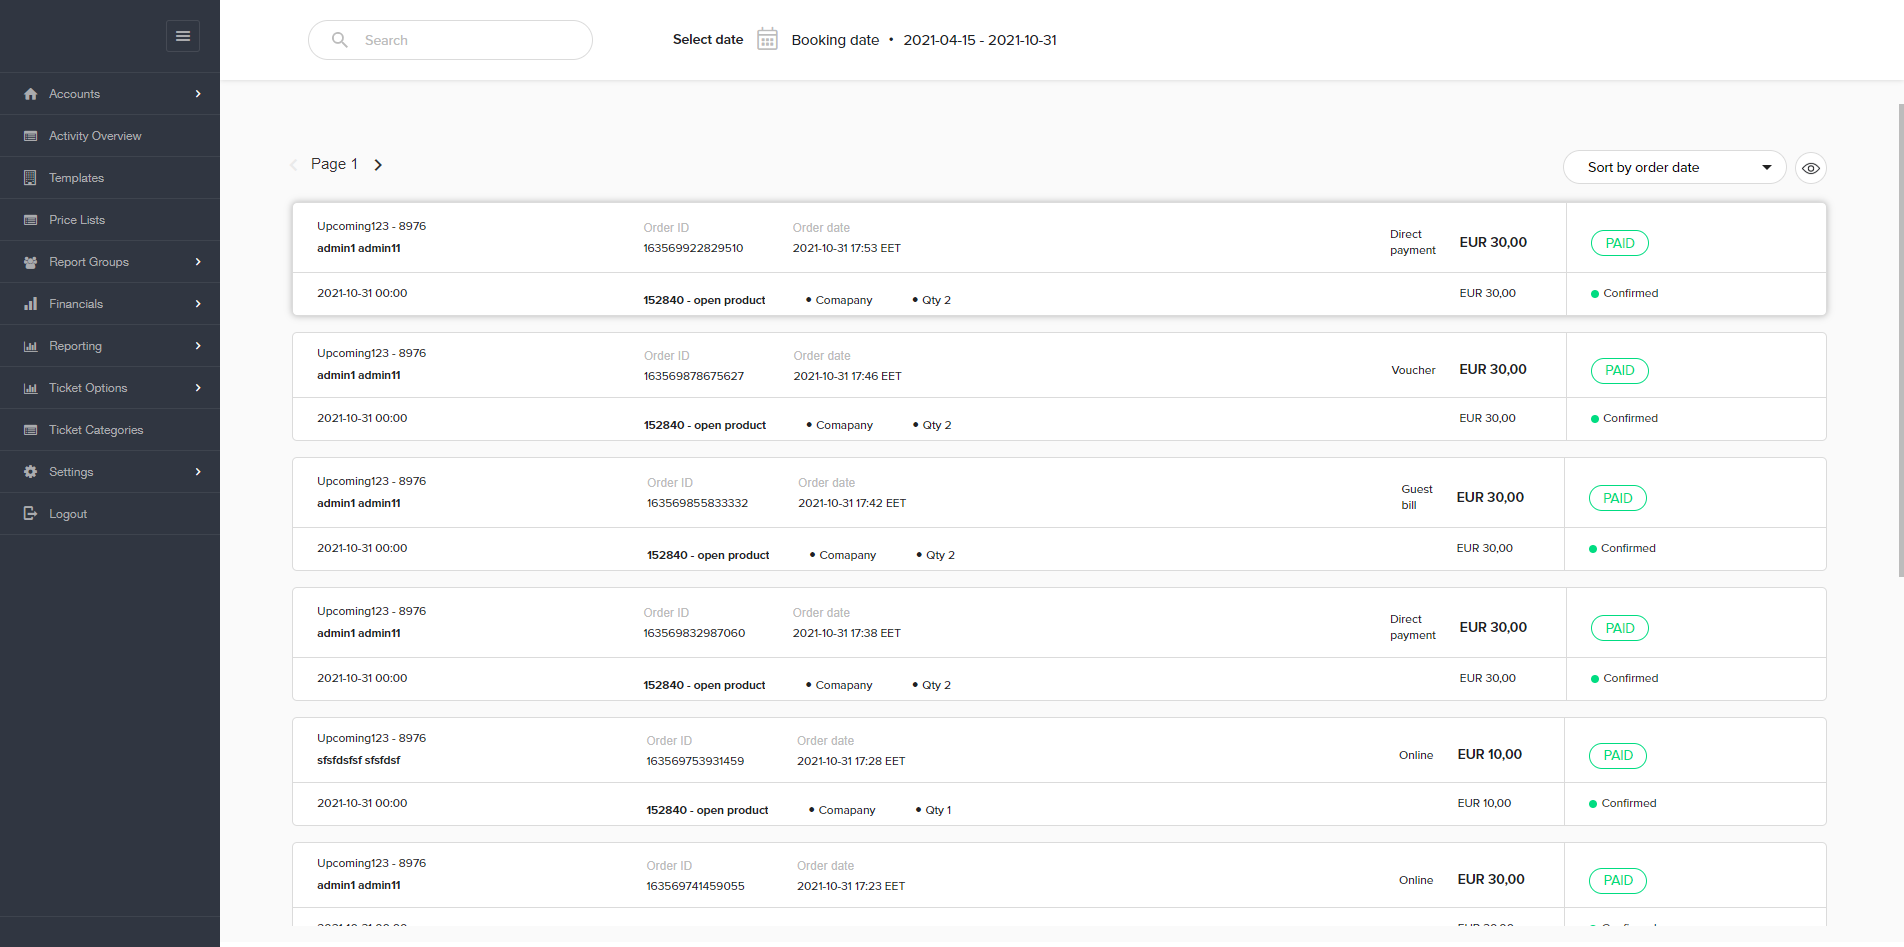 Search
Select date
Booking date • 2021-04-15 - 2021-10-31
Accounts
Activity Overview
Templates
Price Lists
Report Groups
Financials
Reporting
Ticket Options
Ticket Categories
Settings
Logout
Page 1
Sort by order date
Upcoming123 - 8976
admin1 admin11
Order ID
163569922829510
Order date
2021-10-31 17:53 EET
Direct
payment
EUR 30,00
PAID
2021-10-31 00:00
152840 - open product
• Comapany
• Qty 2
EUR 30,00
Confirmed
Upcoming123 - 8976
admin1 admin11
Order ID
163569878675627
Order date
2021-10-31 17:46 EET
Voucher
EUR 30,00
PAID
2021-10-31 00:00
152840 - open product
• Comapany
• Qty 2
EUR 30,00
Confirmed
Upcoming123 - 8976
admin1 admin11
Order ID
163569855833332
Order date
2021-10-31 17:42 EET
Guest
bill
EUR 30,00
PAID
2021-10-31 00:00
152840 - open product
• Comapany
• Qty 2
EUR 30,00
Confirmed
Upcoming123 - 8976
admin1 admin11
Order ID
163569832987060
Order date
2021-10-31 17:38 EET
Direct
payment
EUR 30,00
PAID
2021-10-31 00:00
152840 - open product
• Comapany
• Qty 2
EUR 30,00
Confirmed
Upcoming123 - 8976
sfsfdsfsf sfsfdsf
Order ID
163569753931459
Order date
2021-10-31 17:28 EET
Online
EUR 10,00
PAID
2021-10-31 00:00
152840 - open product
• Comapany
• Qty 1
EUR 10,00
Confirmed
Upcoming123 - 8976
admin1 admin11
Order ID
163569741459055
Order date
2021-10-31 17:23 EET
Online
EUR 30,00
PAID